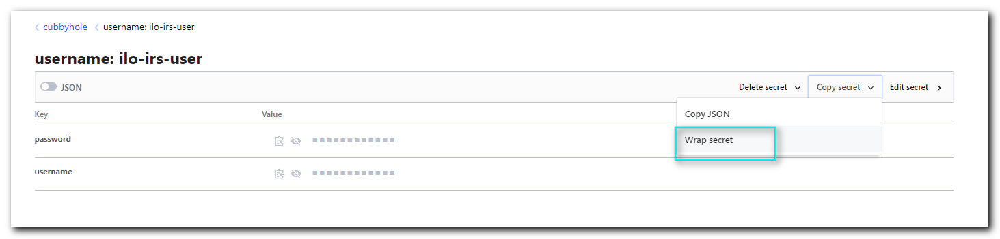 cubbyhole username: ilo-irs-user
username: ilo-irs-user
JSON Delete secret Copy secret Edit secret
Key Value
Copy JSON
password
Wrap secret
username